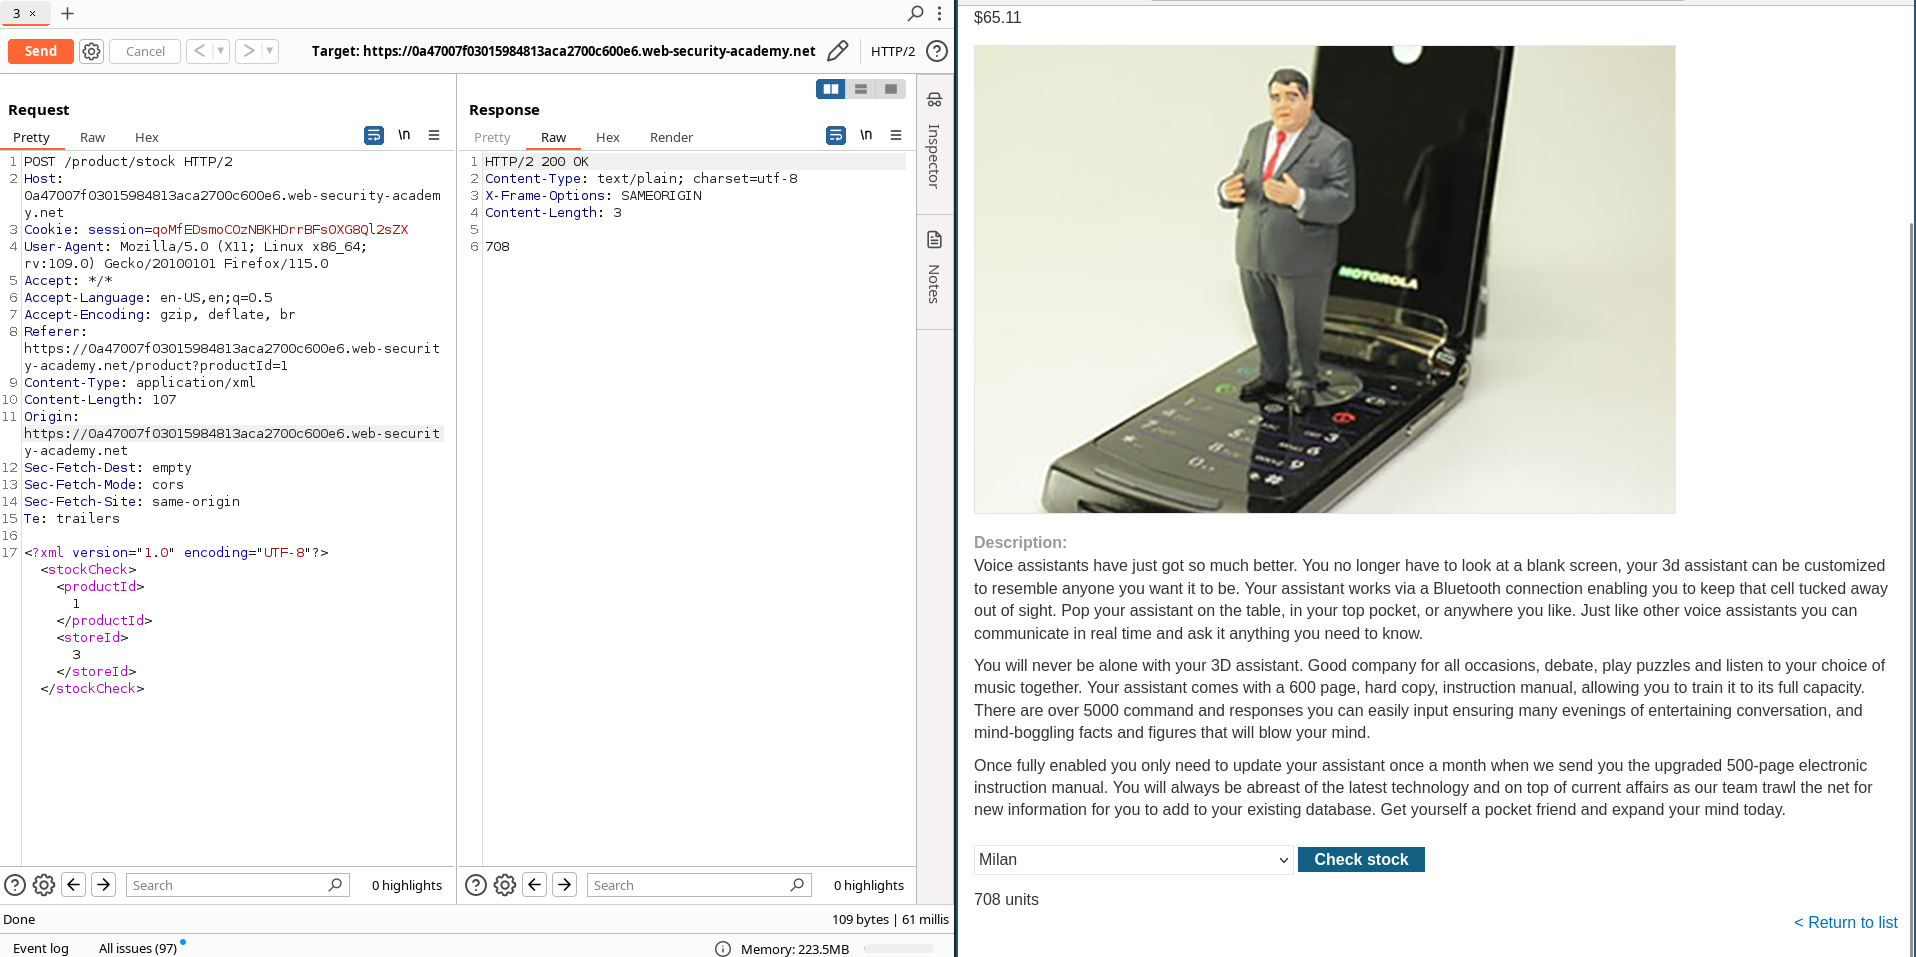 3 ×
Send
Cancel
Target: https://0a47007f03015984813aca2700c600e6.web-security-academy.net
HTTP/2
Request
Pretty
Raw
Hex
\n
1 POST /product/stock HTTP/2
2 Host:
0a47007f03015984813aca2700c600e6.web-security-academ
y.net
3 Cookie: session=qoMfEDsmoCOzNBKHDrrBFs0XG8Ql2sZX
4 User-Agent: Mozilla/5.0 (X11; Linux x86_64;
rv:109.0) Gecko/20100101 Firefox/115.0
5 Accept: */*
6 Accept-Language: en-US,en;q=0.5
7 Accept-Encoding: gzip, deflate, br
8 Referer:
https://0a47007f03015984813aca2700c600e6.web-securit
y-academy.net/product?productId=1
9 Content-Type: application/xml
10 Content-Length: 107
11 Origin:
https://0a47007f03015984813aca2700c600e6.web-securit
y-academy.net
12 Sec-Fetch-Dest: empty
13 Sec-Fetch-Mode: cors
14 Sec-Fetch-Site: same-origin
15 Te: trailers
16
17 <?xml version="1.0" encoding="UTF-8"?>
<stockCheck>
<productId>
1
</productId>
<storeId>
3
</storeId>
</stockCheck>
Search
0 highlights
Response
Pretty
Raw
Hex
Render
\n
1 HTTP/2 200 OK
2 Content-Type: text/plain; charset=utf-8
3 X-Frame-Options: SAMEORIGIN
4 Content-Length: 3
5
6 708
Search
0 highlights
Inspector
Notes
Done
109 bytes | 61 millis
Event log
All issues (97)
Memory: 223.5MB
$65.11
MOTOROLA
Description:
Voice assistants have just got so much better. You no longer have to look at a blank screen, your 3d assistant can be customized
to resemble anyone you want it to be. Your assistant works via a Bluetooth connection enabling you to keep that cell tucked away
out of sight. Pop your assistant on the table, in your top pocket, or anywhere you like. Just like other voice assistants you can
communicate in real time and ask it anything you need to know.
You will never be alone with your 3D assistant. Good company for all occasions, debate, play puzzles and listen to your choice of
music together. Your assistant comes with a 600 page, hard copy, instruction manual, allowing you to train it to its full capacity.
There are over 5000 command and responses you can easily input ensuring many evenings of entertaining conversation, and
mind-boggling facts and figures that will blow your mind.
Once fully enabled you only need to update your assistant once a month when we send you the upgraded 500-page electronic
instruction manual. You will always be abreast of the latest technology and on top of current affairs as our team trawl the net for
new information for you to add to your existing database. Get yourself a pocket friend and expand your mind today.
Milan
Check stock
708 units
< Return to list